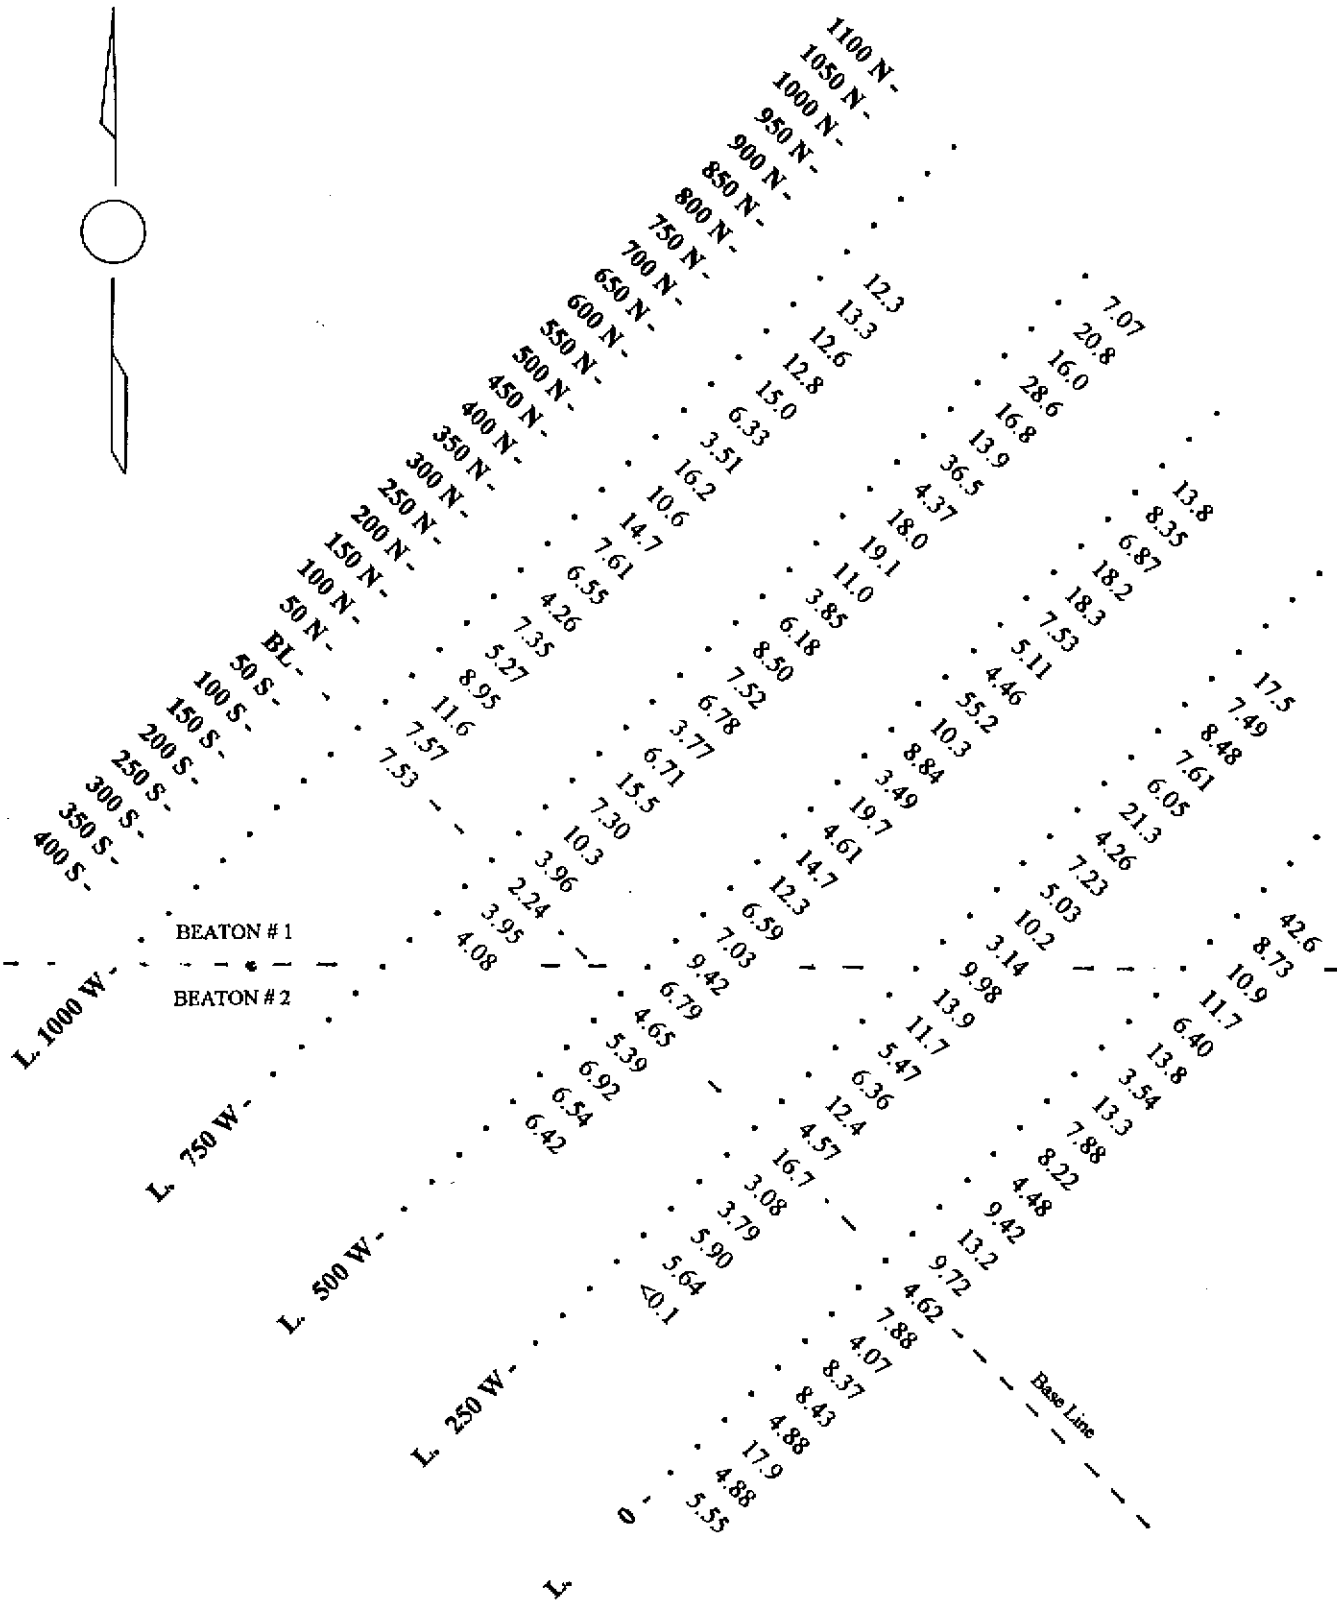 1100 N -
1050 N -
1000 N -
950 N -
900 N -
850 N -
800 N -
750 N -
700 N -
650 N -
600 N -
550 N -
500 N -
450 N -
400 N -
350 N -
300 N -
250 N -
200 N -
150 N -
100 N -
50 N -
BL -
50 S -
100 S -
150 S -
200 S -
250 S -
300 S -
350 S -
400 S -
L. 1000 W -
12.3
13.3
12.6
12.8
15.0
6.33
3.51
16.2
10.6
14.7
7.61
6.55
4.26
7.35
5.27
8.95
11.6
7.57
7.53
BEATON # 1
BEATON # 2
L. 750 W -
7.07
20.8
16.0
28.6
16.8
13.9
36.5
4.37
18.0
19.1
11.0
3.85
6.18
8.50
7.52
6.78
3.77
6.71
15.5
7.30
10.3
3.96
2.24
3.95
4.08
L. 500 W -
13.8
8.35
6.87
18.2
18.3
7.53
5.11
4.46
55.2
10.3
8.84
3.49
19.7
4.61
14.7
12.3
6.59
7.03
9.42
6.79
4.65
5.39
6.92
6.54
6.42
L. 250 W -
17.5
7.49
8.48
7.61
6.05
21.3
4.26
7.23
5.03
10.2
3.14
9.98
13.9
11.7
5.47
6.36
12.4
4.57
16.7
3.08
3.79
5.90
5.64
<0.1
L. 0 -
42.6
8.73
10.9
11.7
6.40
13.8
3.54
13.3
7.88
8.22
4.48
9.42
13.2
9.72
4.62
7.88
4.07
8.37
8.43
4.88
17.9
4.88
5.55
Base Line